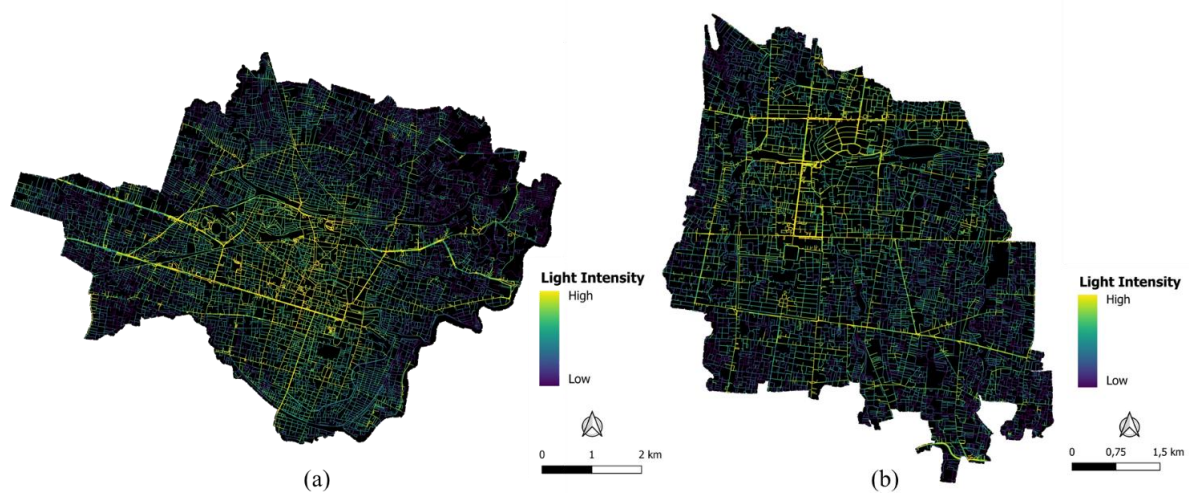 Light Intensity
High
Low
0 1 2 km
(a)
Light Intensity
High
Low
0 0,75 1,5 km
(b)